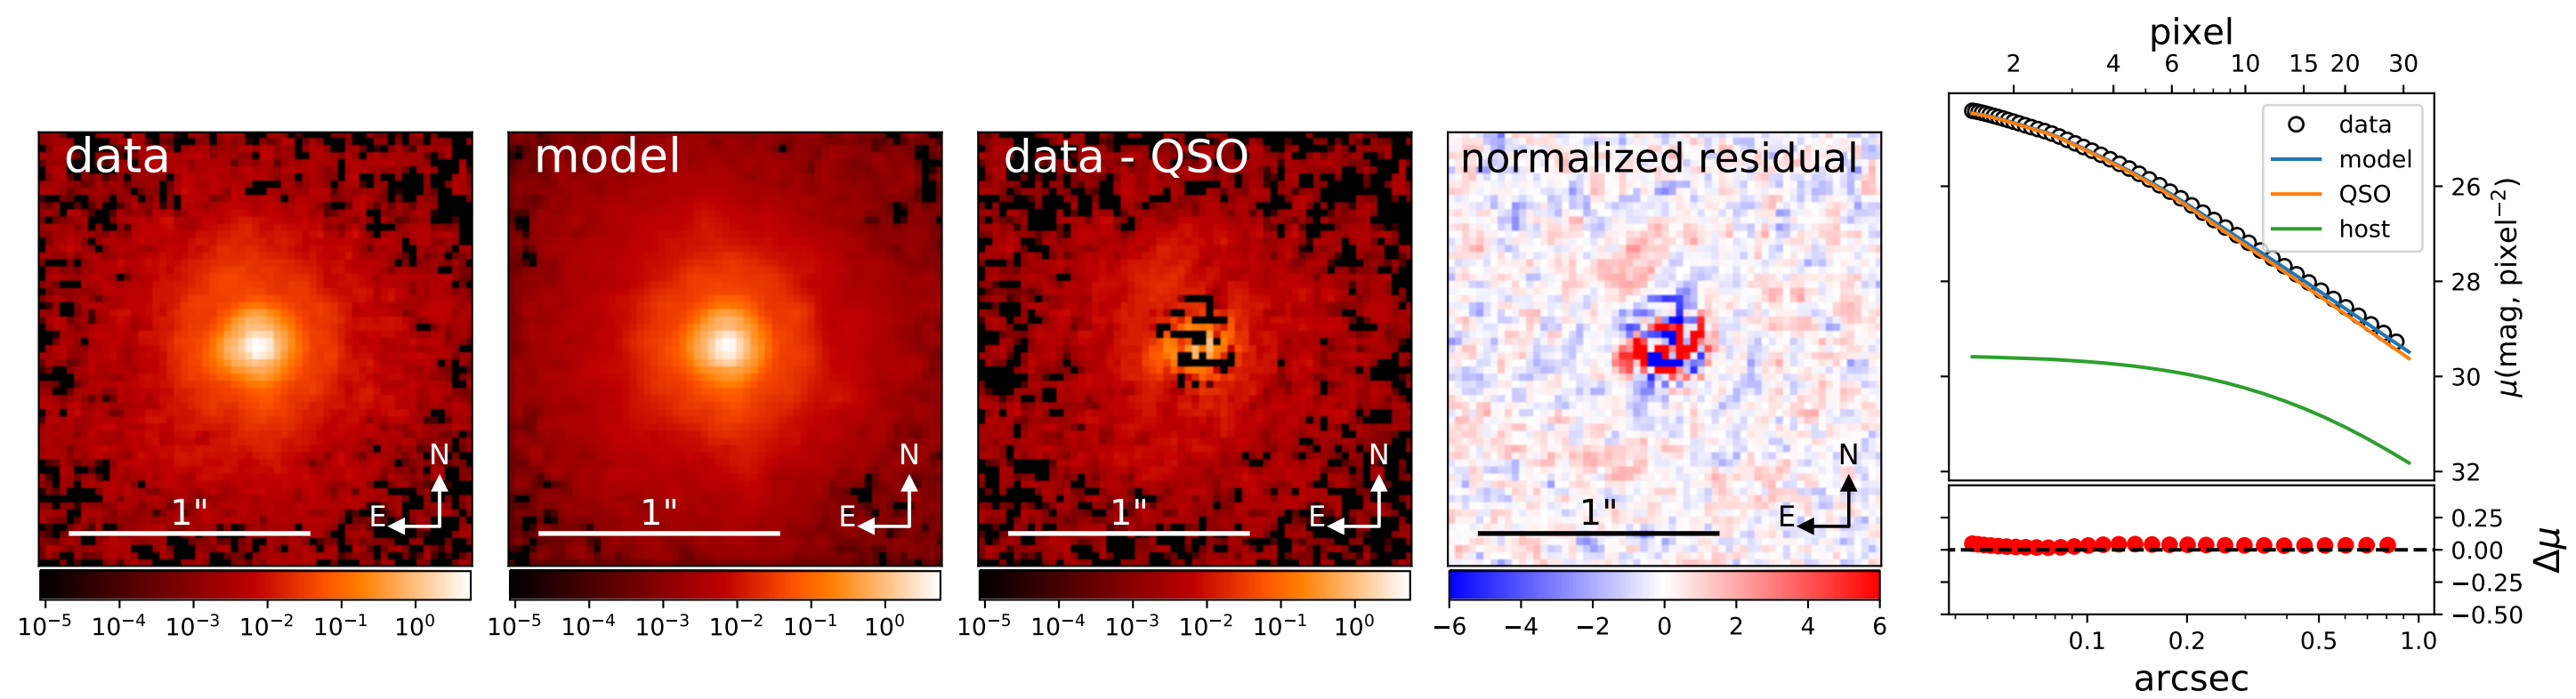 data
N
E
1"
10⁻⁵ 10⁻⁴ 10⁻³ 10⁻² 10⁻¹ 10⁰
model
N
E
1"
10⁻⁵ 10⁻⁴ 10⁻³ 10⁻² 10⁻¹ 10⁰
data - QSO
N
E
1"
10⁻⁵ 10⁻⁴ 10⁻³ 10⁻² 10⁻¹ 10⁰
normalized residual
N
E
1"
−6 −4 −2 0 2 4 6
pixel
2 4 6 10 15 20 30
data
model
QSO
host
26
28
30
32
μ(mag, pixel⁻²)
0.25
0.00
−0.25
−0.50
Δμ
0.1 0.2 0.5 1.0
arcsec